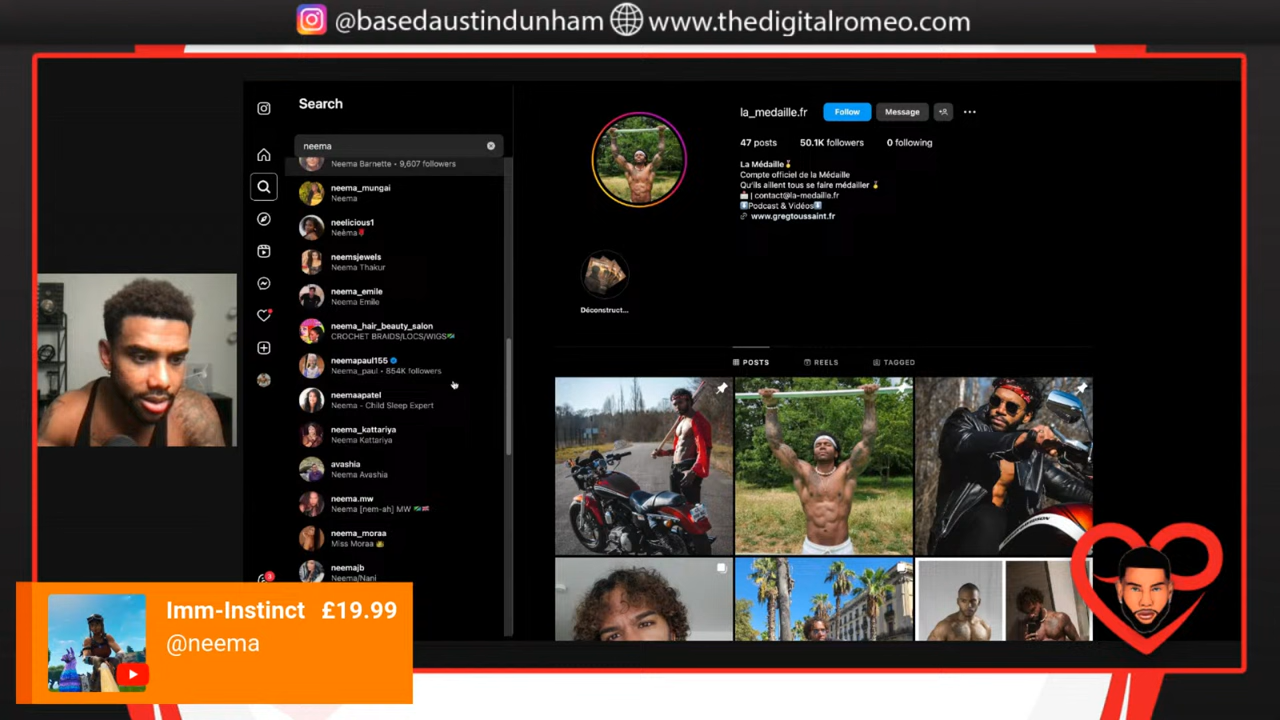 @basedaustindunham www.thedigitalromeo.com
Search
neema
Neema Barnette • 9,607 followers
neema_mungai
Neema
neelicious1
Neëma🌹
neemsjewels
Neema Thakur
neema_emile
Neema Emile
neema_hair_beauty_salon
CROCHET BRAIDS/LOCS/WIGS🇹🇿
neemapaul155
Neema_paul • 854K followers
neemaapatel
Neema - Child Sleep Expert
neema_kattariya
Neema Kattariya
avashia
Neema Avashia
neema.mw
Neema [nem-ah] MW 🇹🇿🇬🇧
neema_moraa
Miss Moraa
neemajb
Neema/Nani
3
la_medaille.fr Follow Message
47 posts 50.1K followers 0 following
La Médaille🏅
Compte officiel de la Médaille
Qu'ils aillent tous se faire médailler 🏅
📩 | contact@la-medaille.fr
⬇️Podcast & Vidéos⬇️
www.gregtoussaint.fr
Déconstruct...
POSTS REELS TAGGED
Imm-Instinct £19.99
@neema